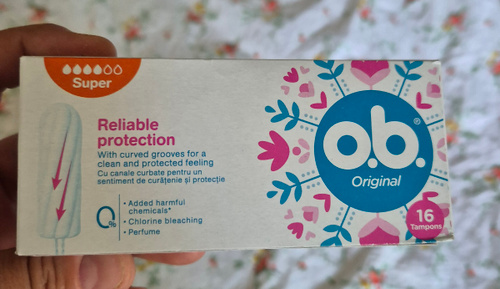 Super
Reliable
protection
With curved grooves for a
clean and protected feeling
Cu canale curbate pentru un
sentiment de curățenie și protecție
0%
• Added harmful
chemicals*
• Chlorine bleaching
• Perfume
o.b.®
Original
16
Tampons